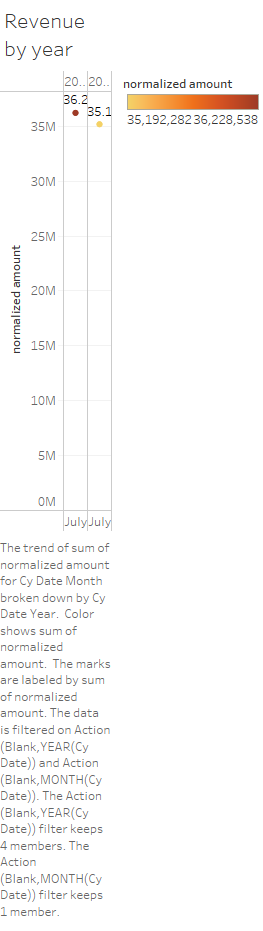 Revenue
by year
20.. 20..
normalized amount
36.2
35.1
35,192,282 36,228,538
35M
30M
25M
20M
15M
10M
5M
0M
normalized amount
July July
The trend of sum of
normalized amount
for Cy Date Month
broken down by Cy
Date Year.  Color
shows sum of
normalized
amount.  The marks
are labeled by sum
of normalized
amount. The data
is filtered on Action
(Blank,YEAR(Cy
Date)) and Action
(Blank,MONTH(Cy
Date)). The Action
(Blank,YEAR(Cy
Date)) filter keeps
4 members. The
Action
(Blank,MONTH(Cy
Date)) filter keeps
1 member.